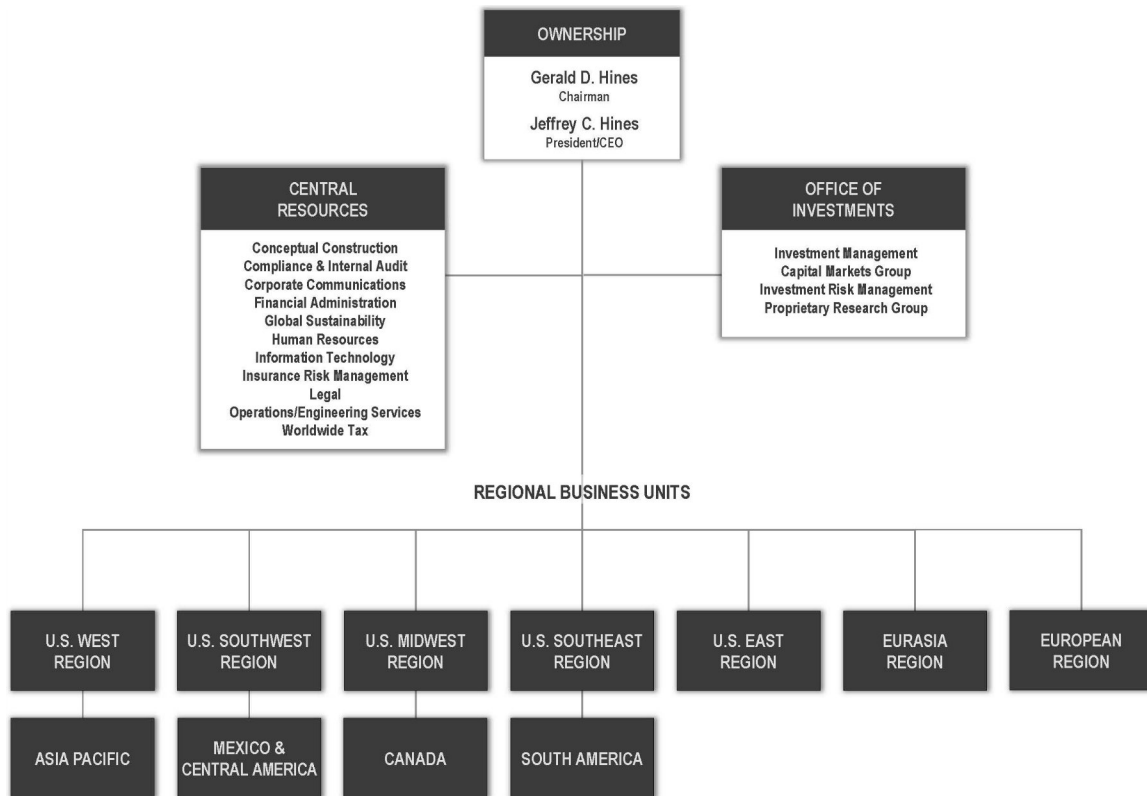 OWNERSHIP
Gerald D. Hines
Chairman
Jeffrey C. Hines
President/CEO
CENTRAL
RESOURCES
Conceptual Construction
Compliance & Internal Audit
Corporate Communications
Financial Administration
Global Sustainability
Human Resources
Information Technology
Insurance Risk Management
Legal
Operations/Engineering Services
Worldwide Tax
OFFICE OF
INVESTMENTS
Investment Management
Capital Markets Group
Investment Risk Management
Proprietary Research Group
REGIONAL BUSINESS UNITS
U.S. WEST
REGION
U.S. SOUTHWEST
REGION
U.S. MIDWEST
REGION
U.S. SOUTHEAST
REGION
U.S. EAST
REGION
EURASIA
REGION
EUROPEAN
REGION
ASIA PACIFIC
MEXICO &
CENTRAL AMERICA
CANADA
SOUTH AMERICA